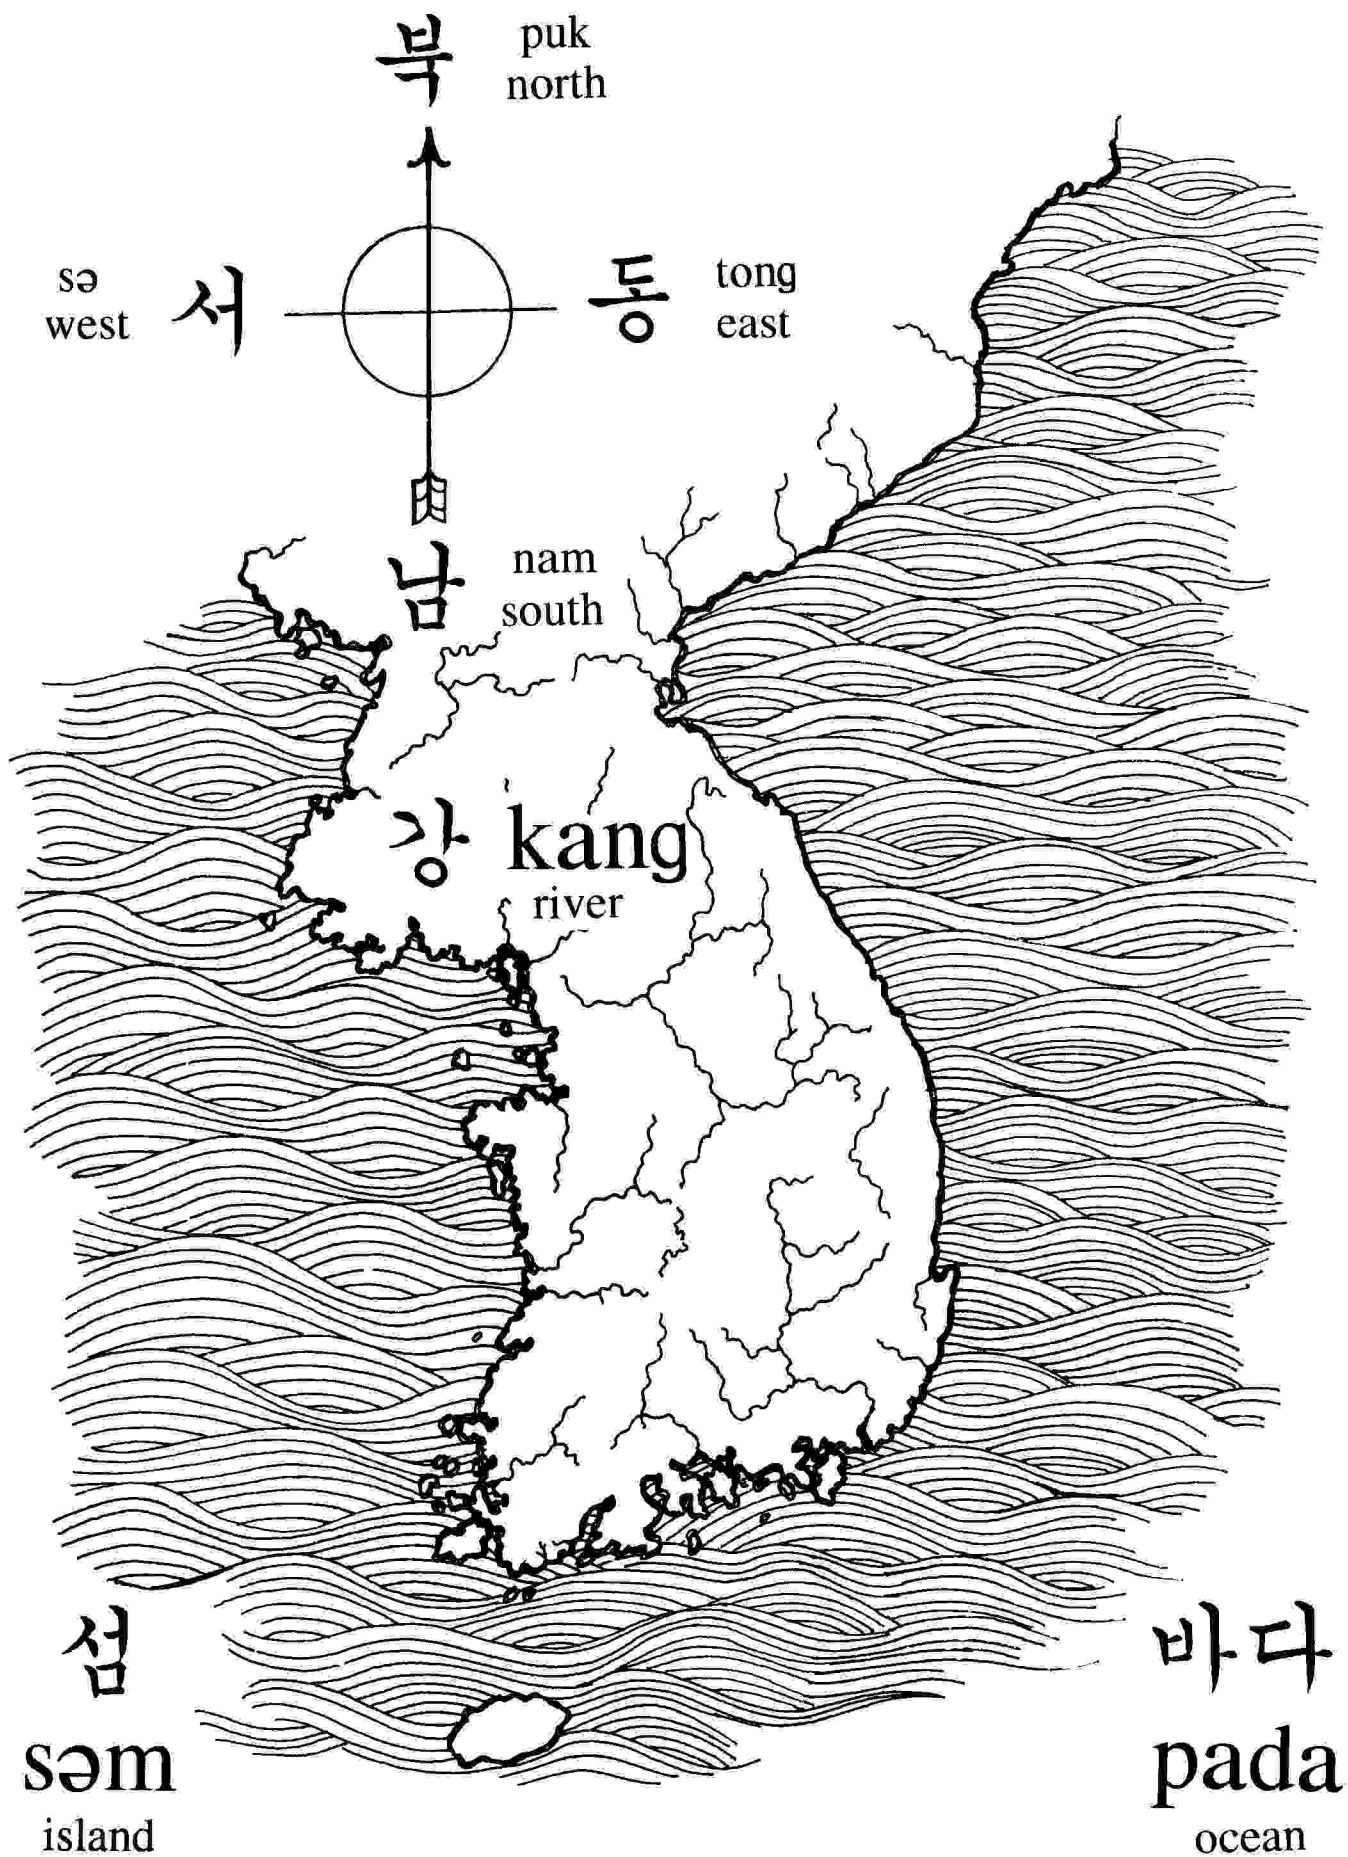 북
puk
north
sə
west
서
동
tong
east
남
nam
south
강
kang
river
섬
səm
island
바다
pada
ocean